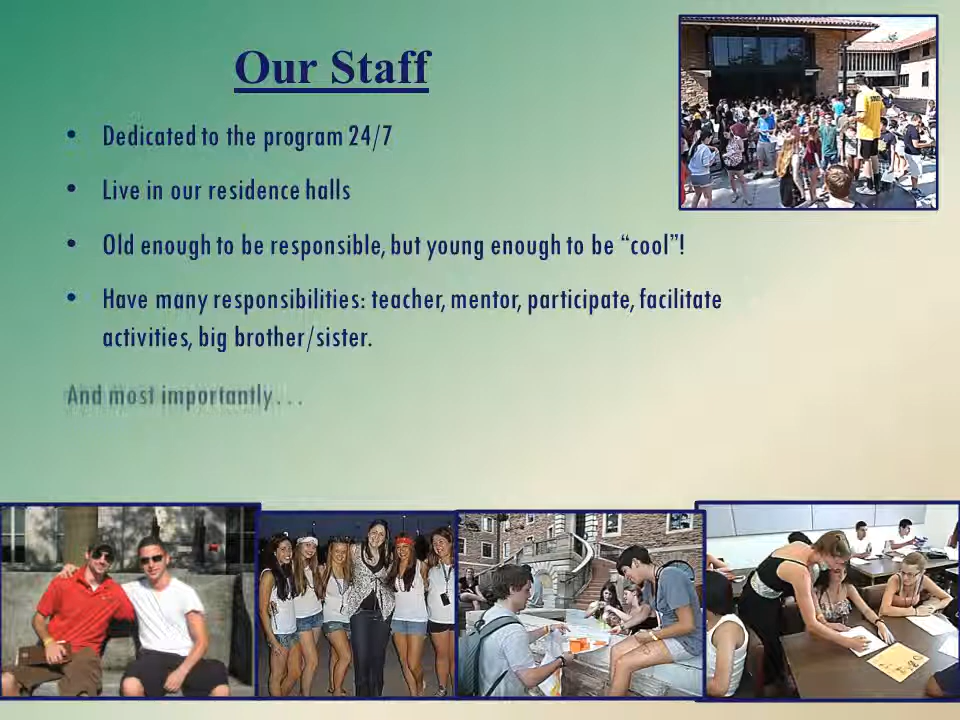 Our Staff
• Dedicated to the program 24/7
• Live in our residence halls
• Old enough to be responsible, but young enough to be “cool”!
• Have many responsibilities: teacher, mentor, participate, facilitate
activities, big brother/sister.
And most importantly…